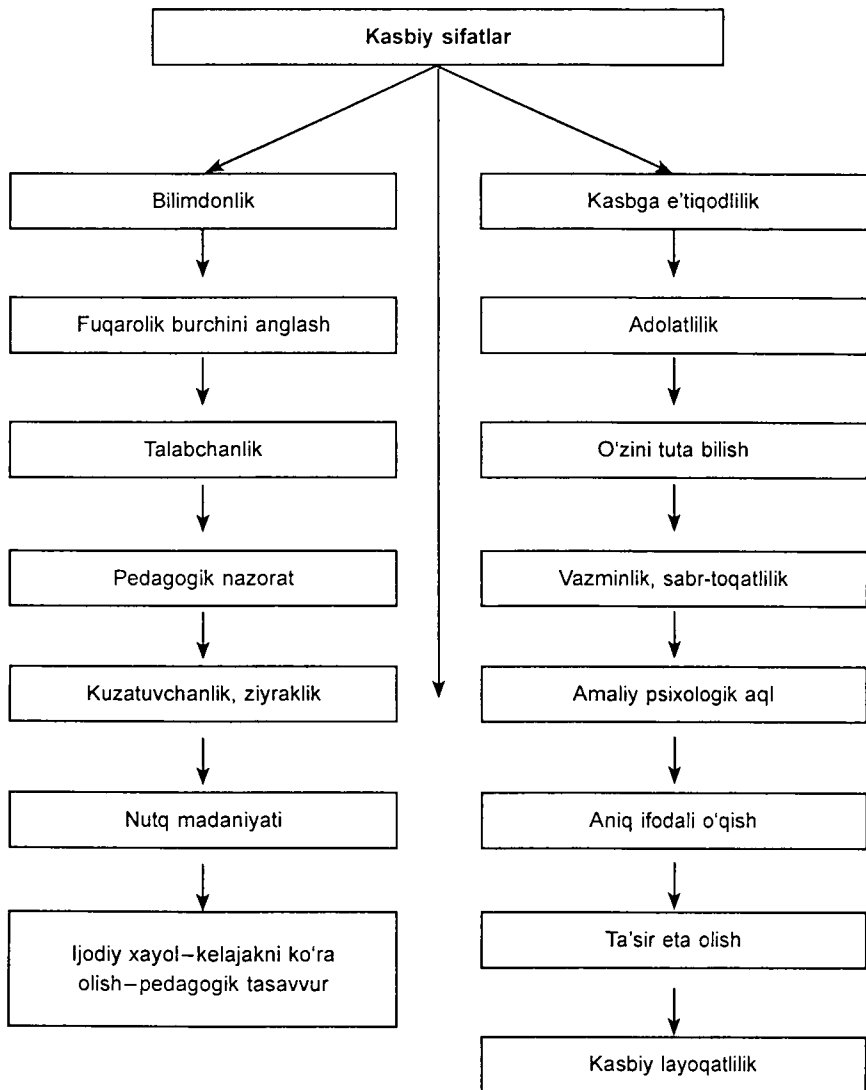 Kasbiy sifatlar
Bilimdonlik
Fuqarolik burchini anglash
Talabchanlik
Pedagogik nazorat
Kuzatuvchanlik, ziyraklik
Nutq madaniyati
Ijodiy xayol–kelajakni ko‘ra
olish–pedagogik tasavvur
Kasbga e'tiqodlilik
Adolatlilik
O‘zini tuta bilish
Vazminlik, sabr-toqatlilik
Amaliy psixologik aql
Aniq ifodali o‘qish
Ta'sir eta olish
Kasbiy layoqatlilik